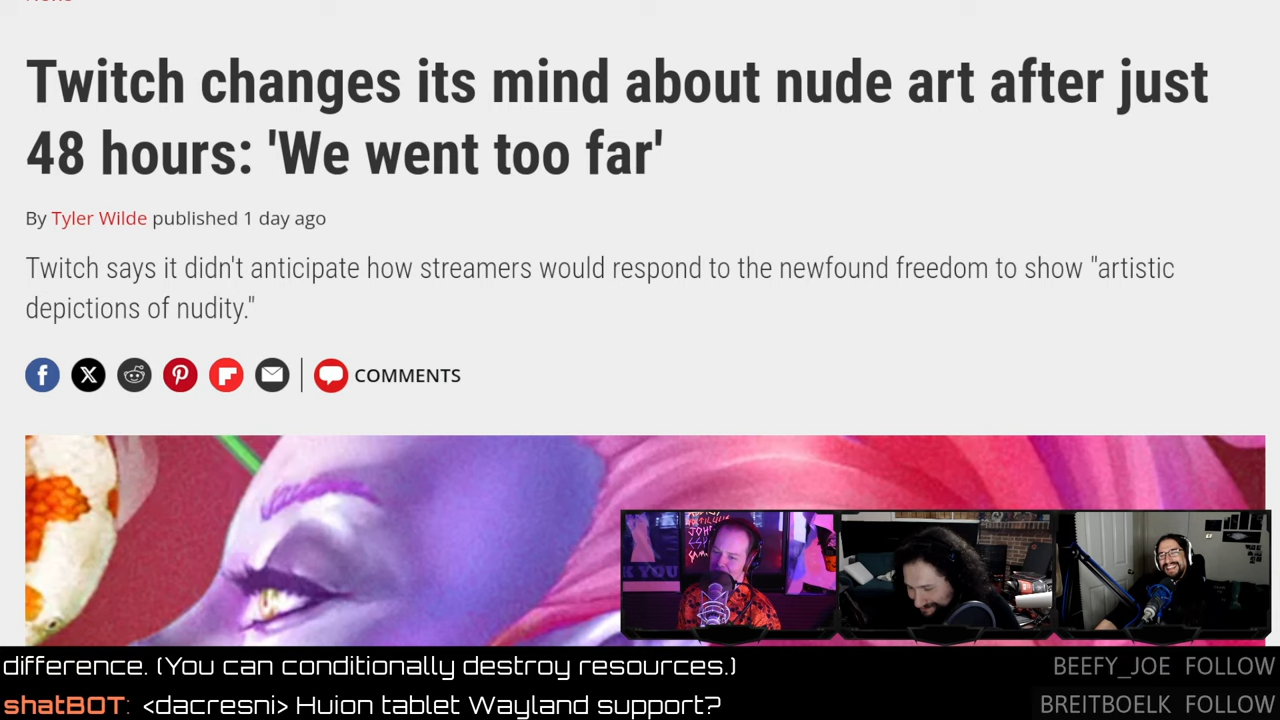 Twitch changes its mind about nude art after just
48 hours: 'We went too far'
By Tyler Wilde published 1 day ago
Twitch says it didn't anticipate how streamers would respond to the newfound freedom to show "artistic
depictions of nudity."
COMMENTS
difference. (You can conditionally destroy resources.)
BEEFY_JOE FOLLOW
shatBOT: <dacresni> Huion tablet Wayland support?
BREITBOELK FOLLOW